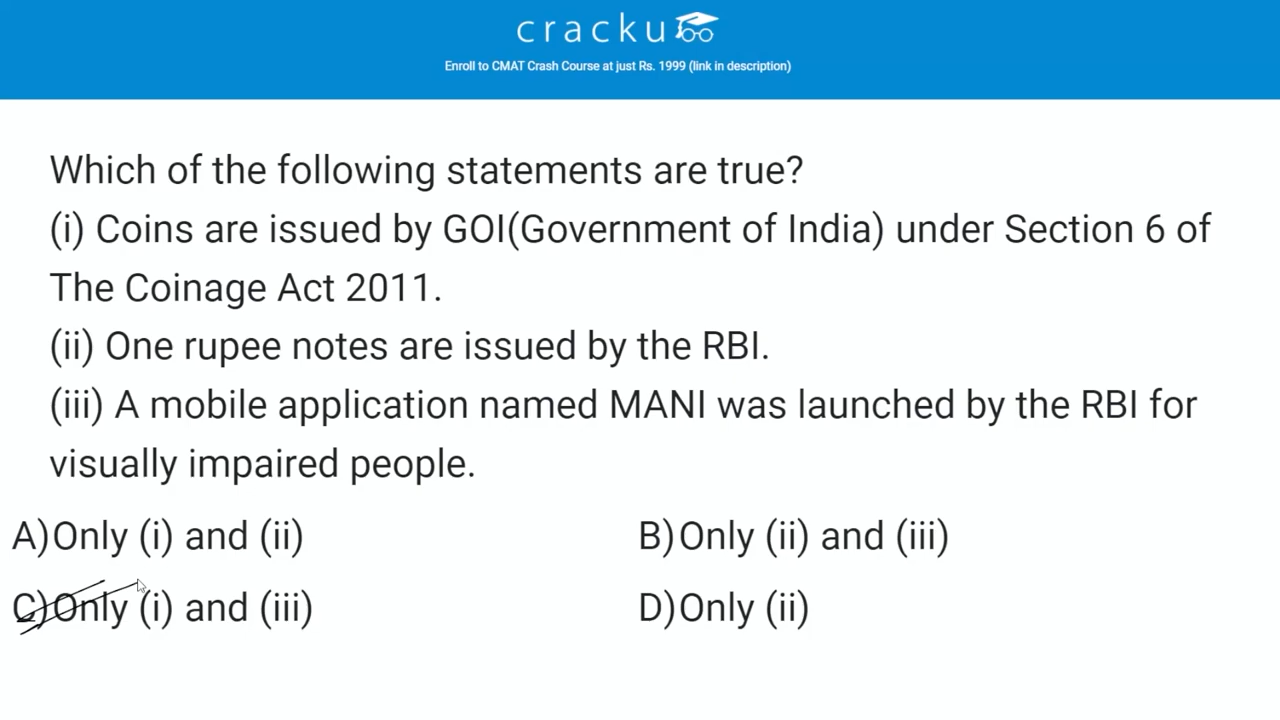 cracku
Enroll to CMAT Crash Course at just Rs. 1999 (link in description)
Which of the following statements are true?
(i) Coins are issued by GOI(Government of India) under Section 6 of
The Coinage Act 2011.
(ii) One rupee notes are issued by the RBI.
(iii) A mobile application named MANI was launched by the RBI for
visually impaired people.
A)Only (i) and (ii)
B)Only (ii) and (iii)
C)Only (i) and (iii)
D)Only (ii)